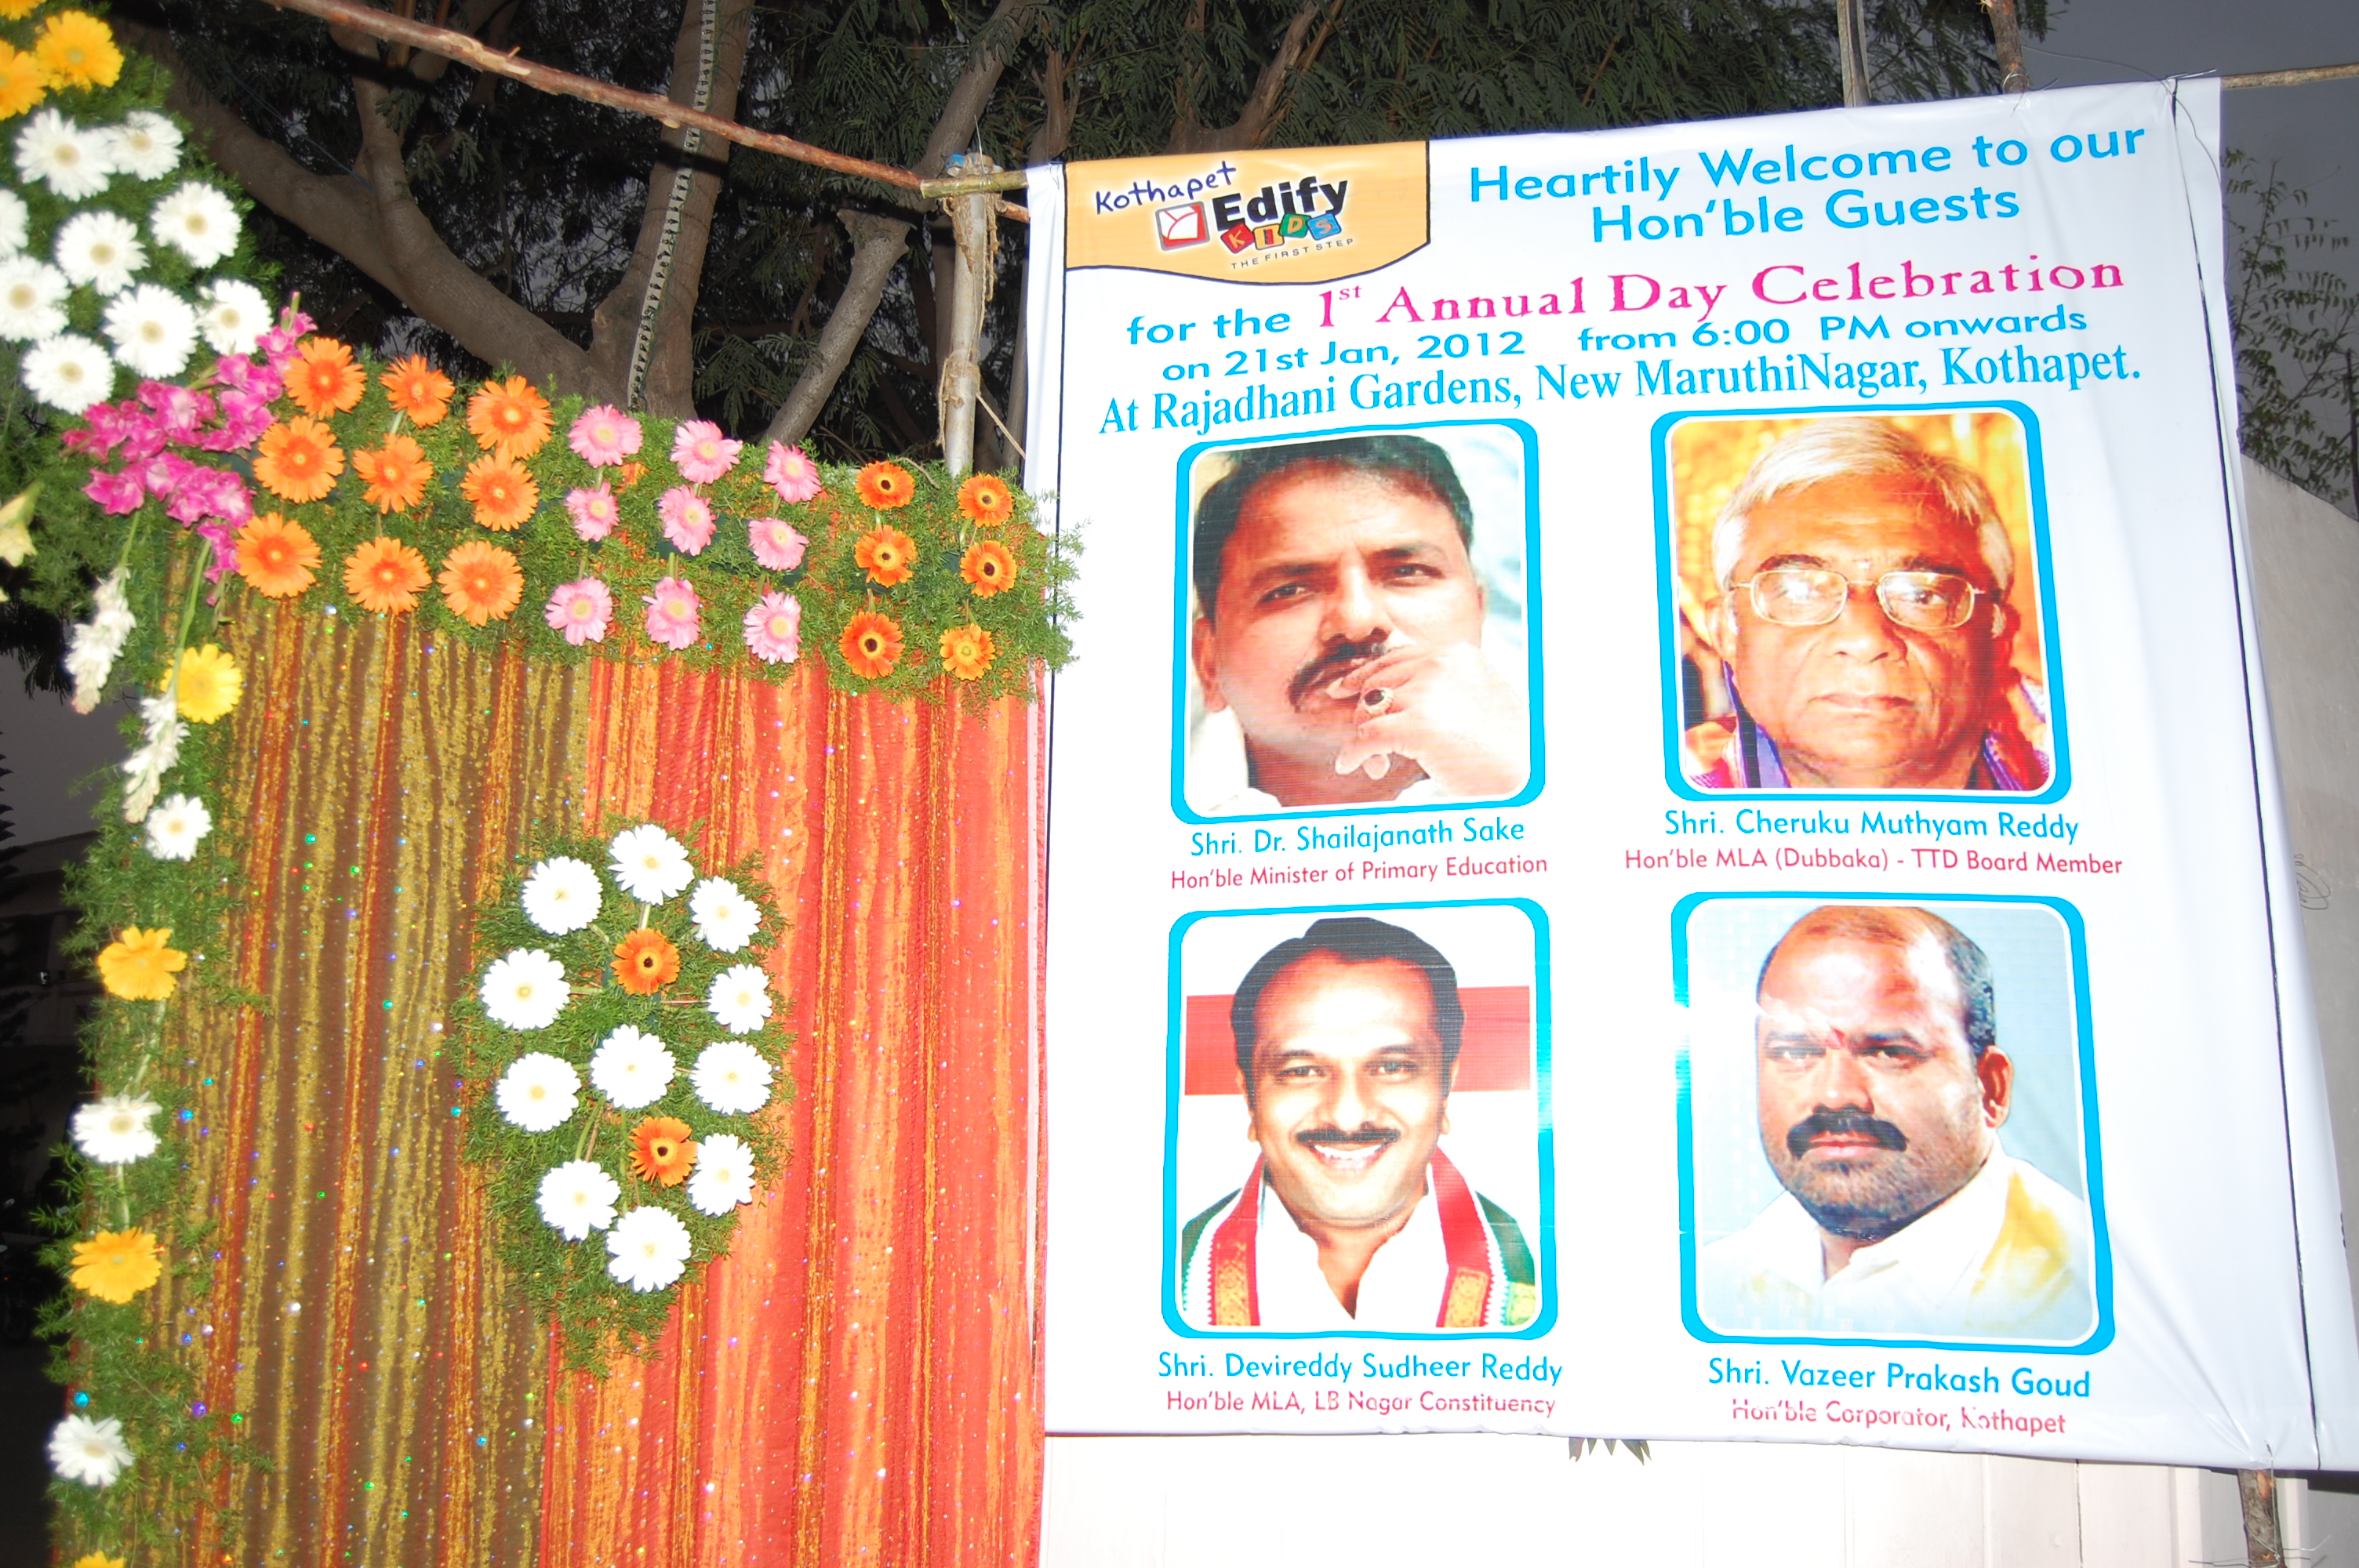 Kothapet
Edify
KIDS
THE FIRST STEP
Heartily Welcome to our
Hon'ble Guests
for the 1st Annual Day Celebration
on 21st Jan, 2012 from 6:00 PM onwards
At Rajadhani Gardens, New MaruthiNagar, Kothapet.
Shri. Dr. Shailajanath Sake
Hon'ble Minister of Primary Education
Shri. Cheruku Muthyam Reddy
Hon'ble MLA (Dubbaka) - TTD Board Member
Shri. Devireddy Sudheer Reddy
Hon'ble MLA, LB Nagar Constituency
Shri. Vazeer Prakash Goud
Hon'ble Corporator, Kothapet